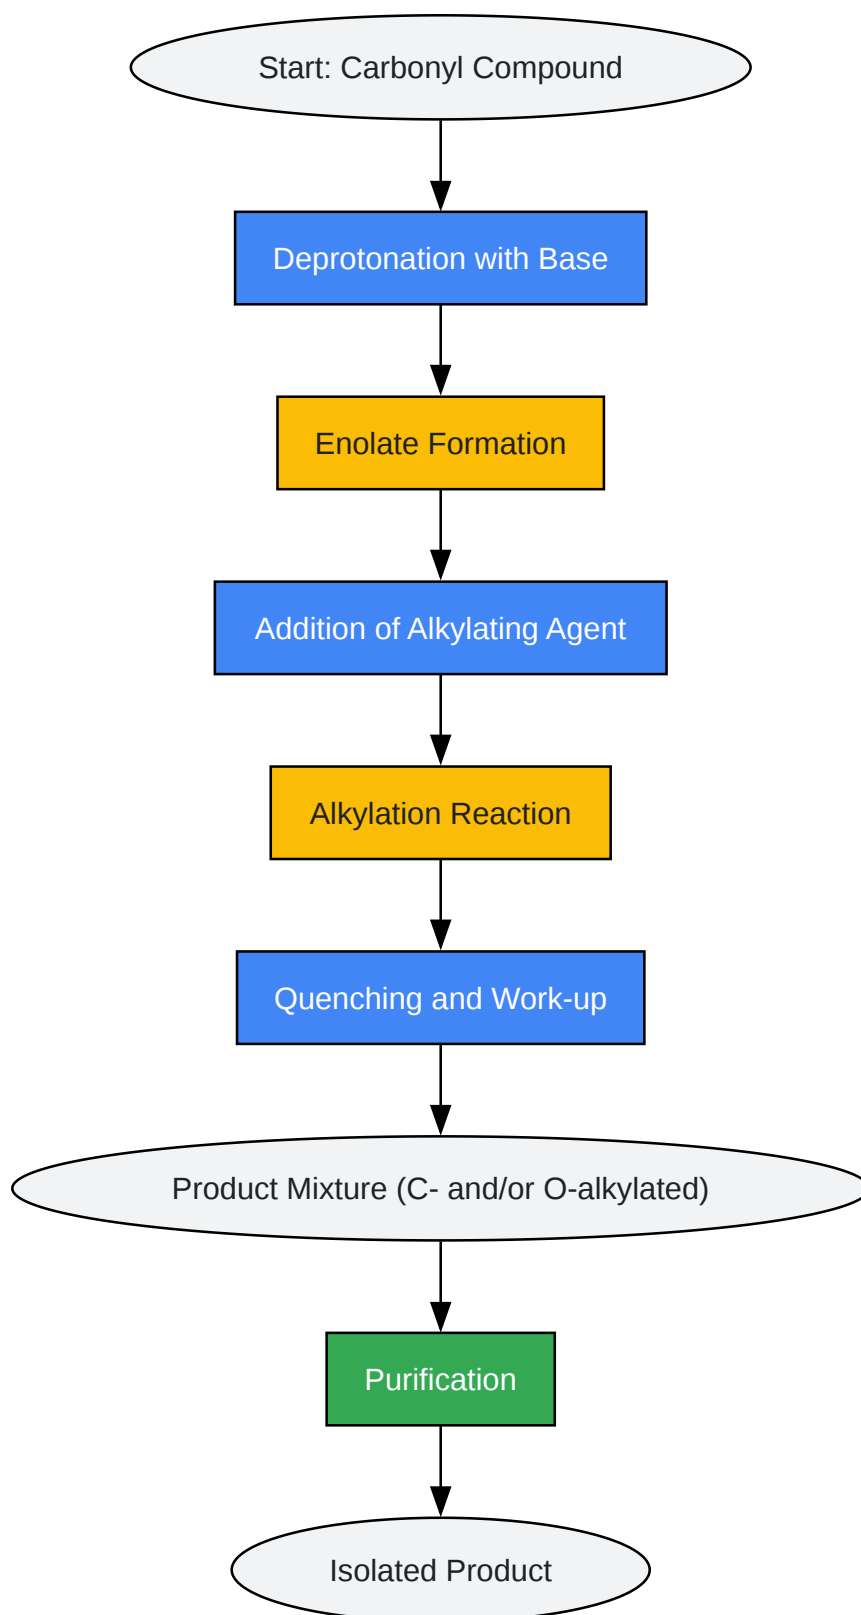 Start: Carbonyl Compound
Deprotonation with Base
Enolate Formation
Addition of Alkylating Agent
Alkylation Reaction
Quenching and Work-up
Product Mixture (C- and/or O-alkylated)
Purification
Isolated Product